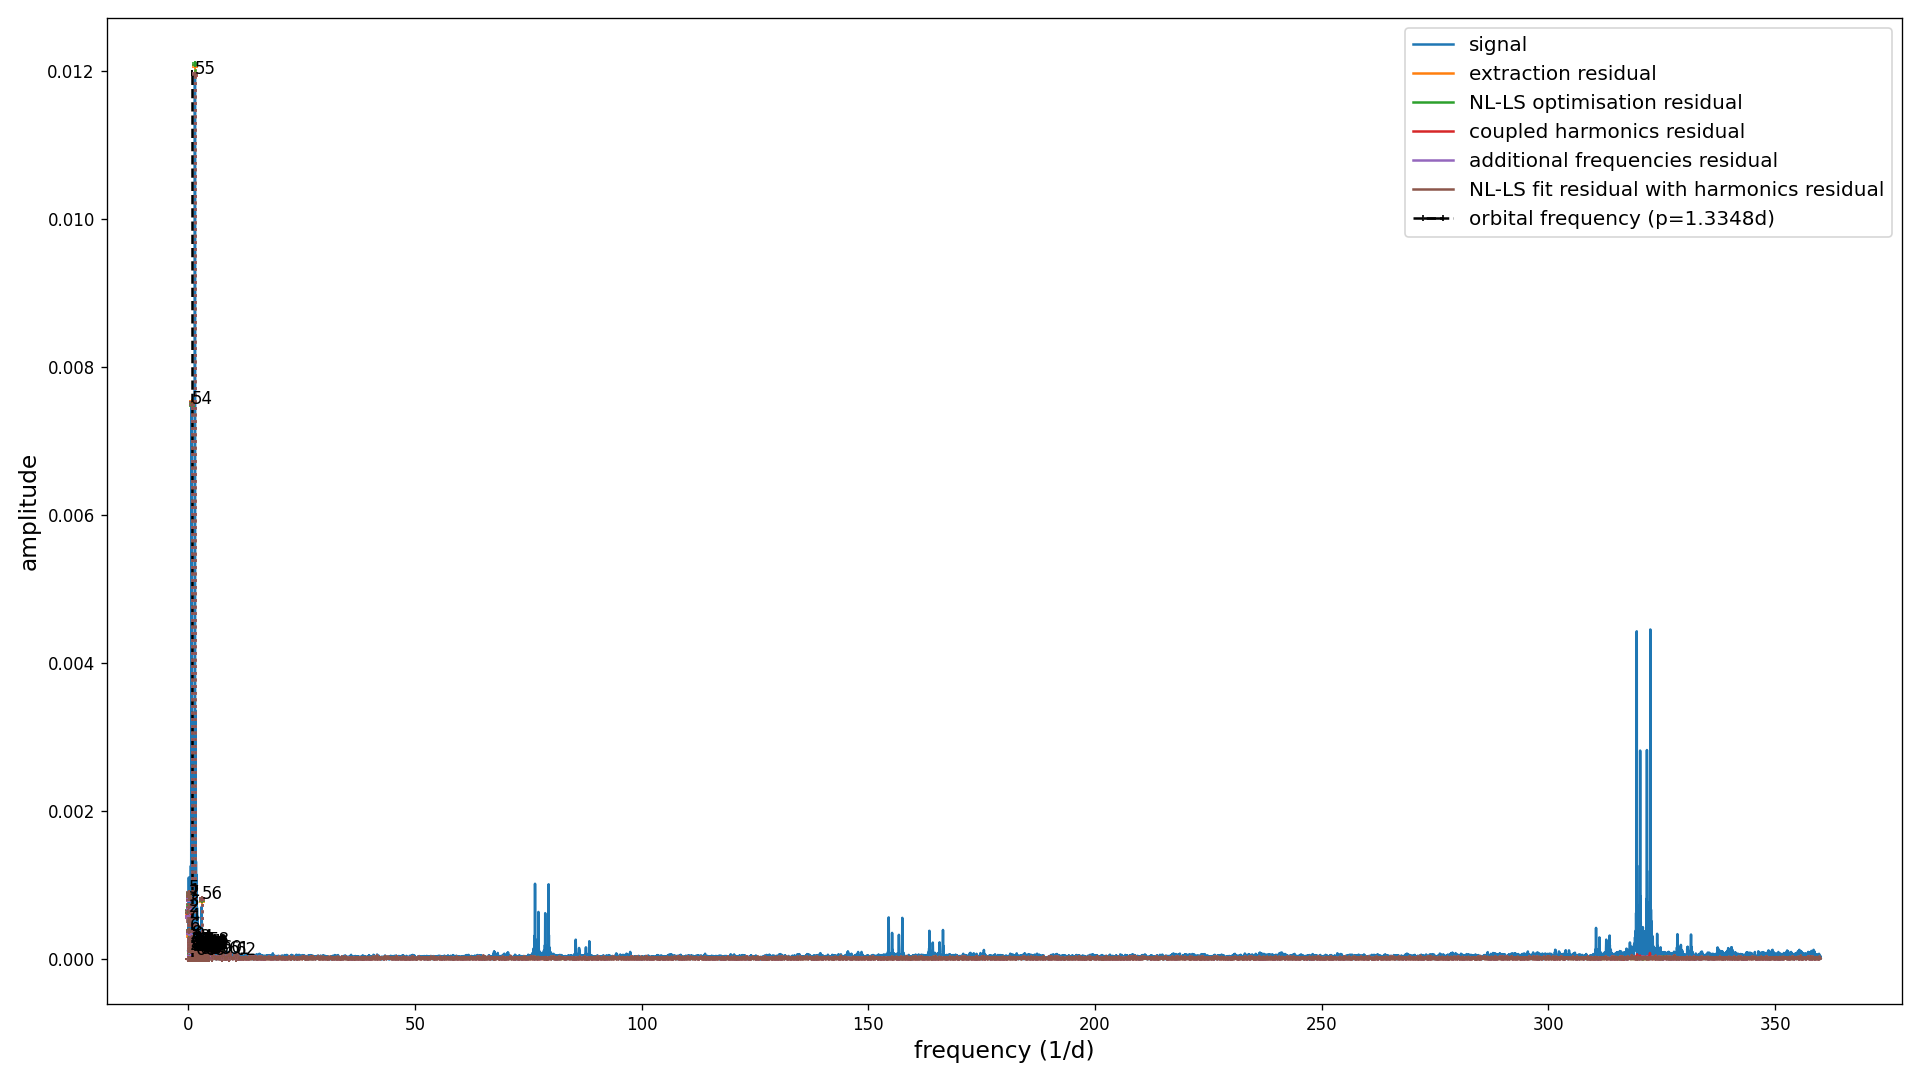 signal
extraction residual
NL-LS optimisation residual
coupled harmonics residual
additional frequencies residual
NL-LS fit residual with harmonics residual
orbital frequency (p=1.3348d)
0.012
0.010
0.008
0.006
0.004
0.002
0.000
amplitude
55
54
56
0
50
100
150
200
250
300
350
frequency (1/d)